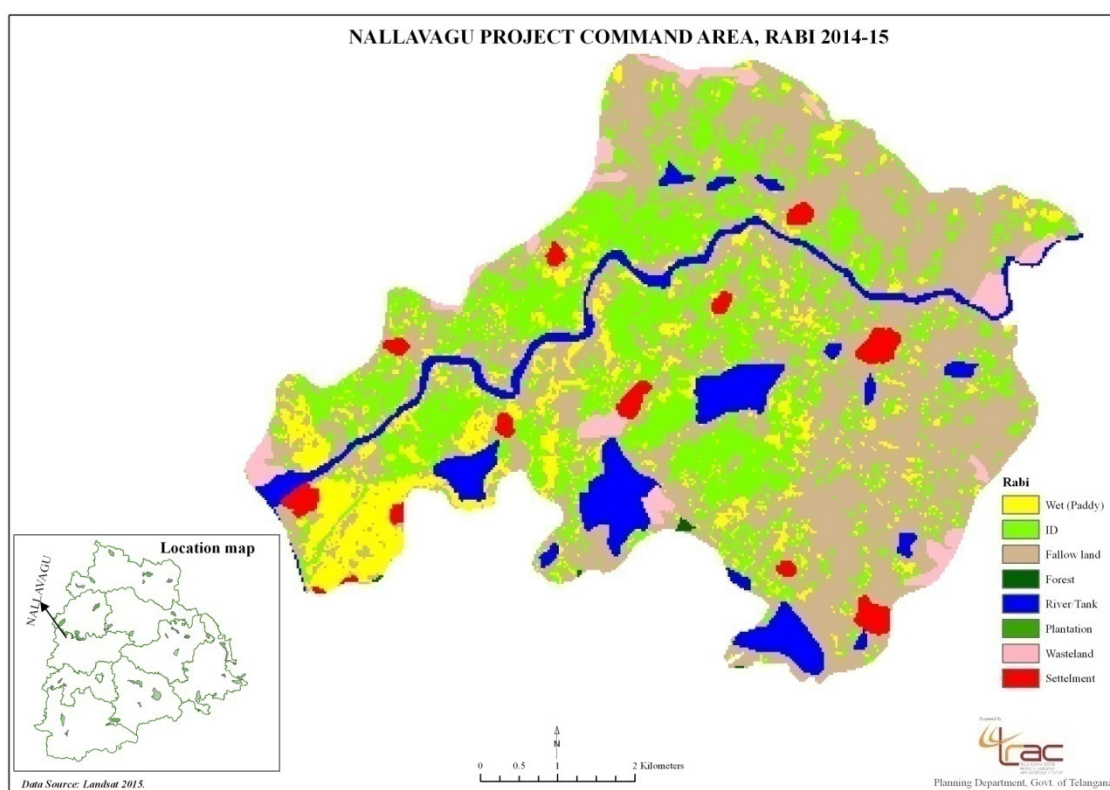 NALLAVAGU PROJECT COMMAND AREA, RABI 2014-15
Rabi
Wet (Paddy)
ID
Fallow land
Forest
River/Tank
Plantation
Wasteland
Settelment
Location map
NALLAVAGU
N
0 0.5 1 2 Kilometers
Data Source: Landsat 2015.
Prepared By
trac
Planning Department, Govt. of Telangana